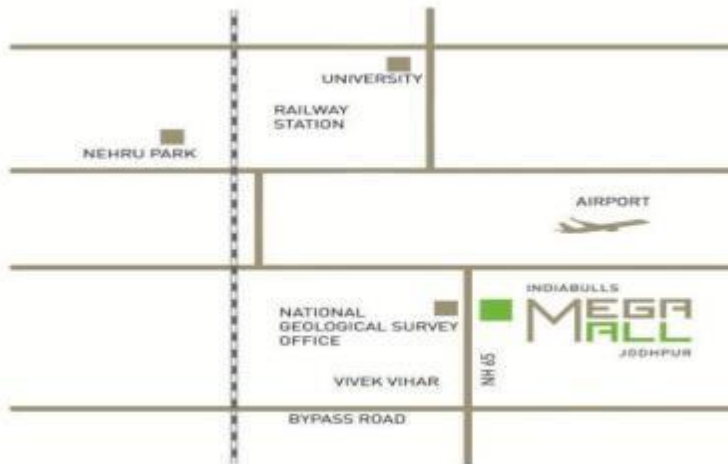 UNIVERSITY
RAILWAY
STATION
NEHRU PARK
AIRPORT
INDIABULLS
MEGA
MALL
JODHPUR
NATIONAL
GEOLOGICAL SURVEY
OFFICE
NH 65
VIVEK VIHAR
BYPASS ROAD